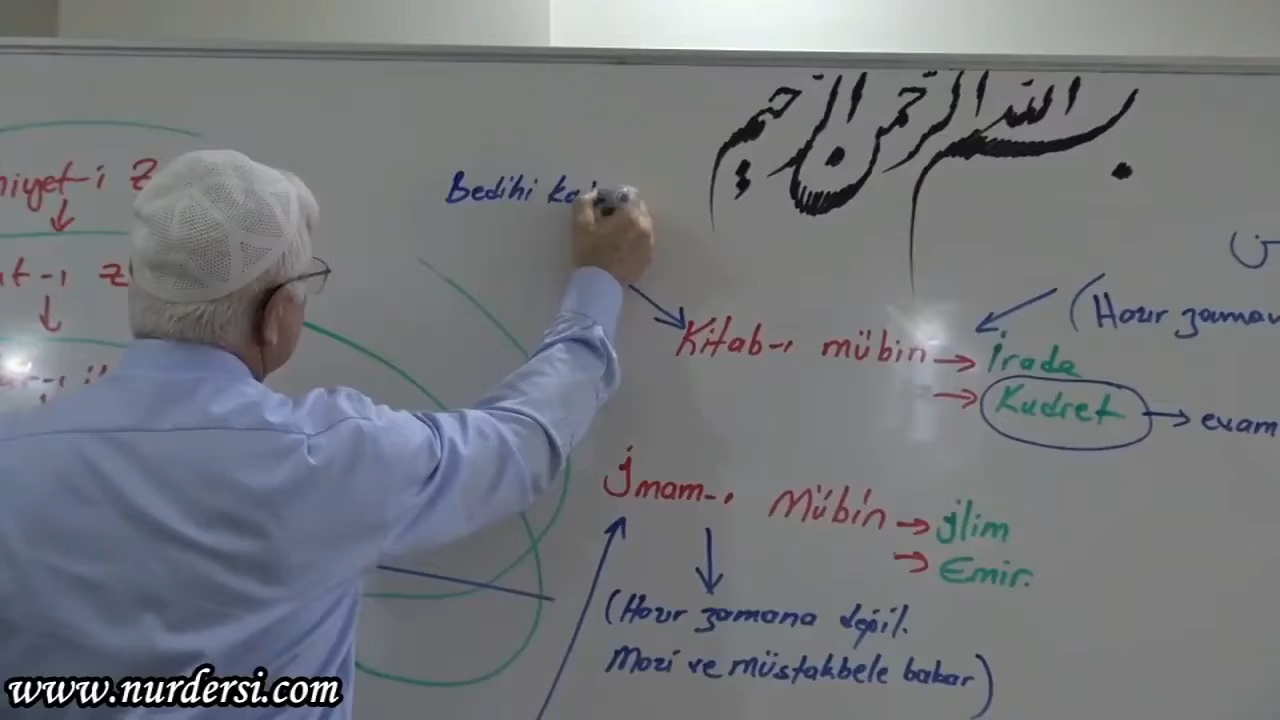 بسم الله الرحمن الرحيم
Bedihi
Kitab-ı mübin → İrade
→ Kudret → evam
(Hazır zaman
İmam-ı Mübin → İlim
→ Emir.
(Hazır zamana değil.
Mazi ve müstakbele bakar)
www.nurdersi.com